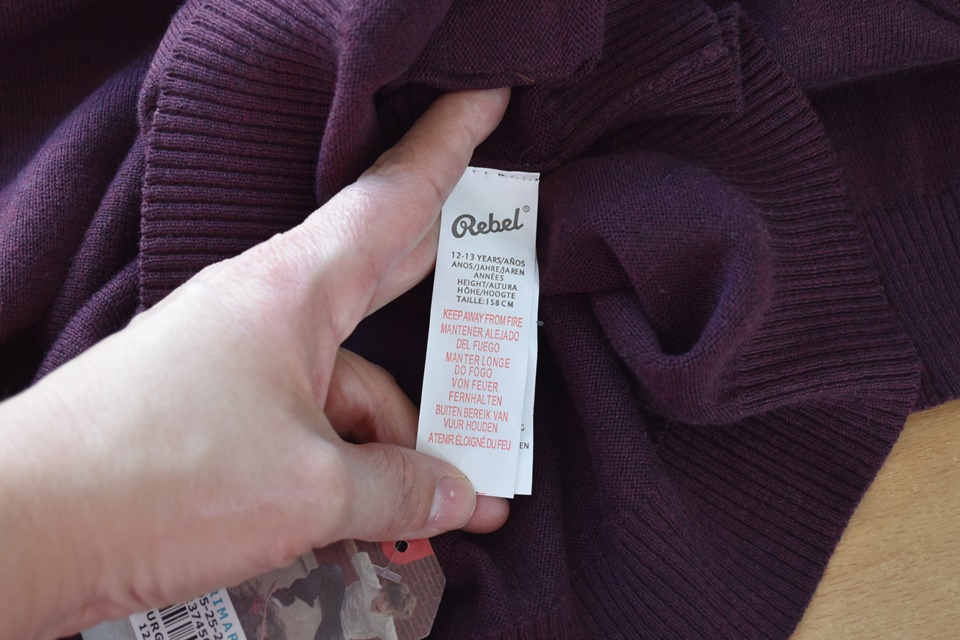 Rebel®
12-13 YEARS/AÑOS
ANOS/JAHRE/JAREN
ANNÉES
HEIGHT/ALTURA
HÖHE/HOOGTE
TAILLE:158CM
KEEP AWAY FROM FIRE
MANTENER ALEJADO
DEL FUEGO
MANTER LONGE
DO FOGO
VON FEUER
FERNHALTEN
BUITEN BEREIK VAN
VUUR HOUDEN
A TENIR ÉLOIGNÉ DU FEU
EN